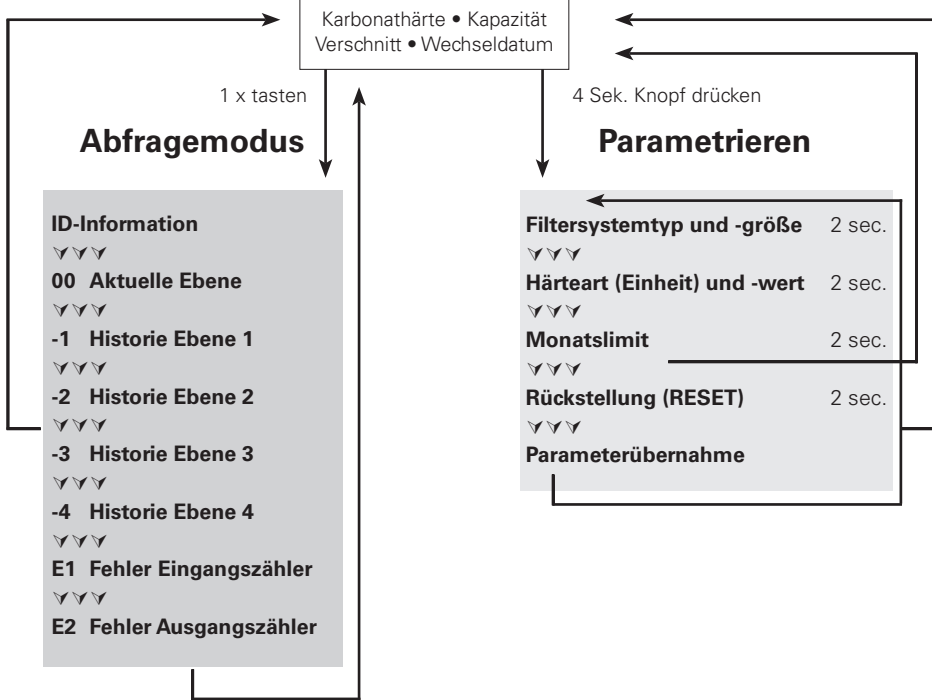 Karbonathärte • Kapazität
Verschnitt • Wechseldatum
1 x tasten
4 Sek. Knopf drücken
Abfragemodus
Parametrieren
ID-Information
00 Aktuelle Ebene
-1 Historie Ebene 1
-2 Historie Ebene 2
-3 Historie Ebene 3
-4 Historie Ebene 4
E1 Fehler Eingangszähler
E2 Fehler Ausgangszähler
Filtersystemtyp und -größe 2 sec.
Härteart (Einheit) und -wert 2 sec.
Monatslimit 2 sec.
Rückstellung (RESET) 2 sec.
Parameterübernahme